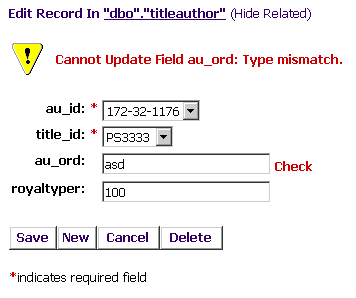 Edit Record In "dbo"."titleauthor" (Hide Related)
! Cannot Update Field au_ord: Type mismatch.
au_id: * 172-32-1176
title_id: * PS3333
au_ord: asd Check
royaltyper: 100
Save New Cancel Delete
*indicates required field